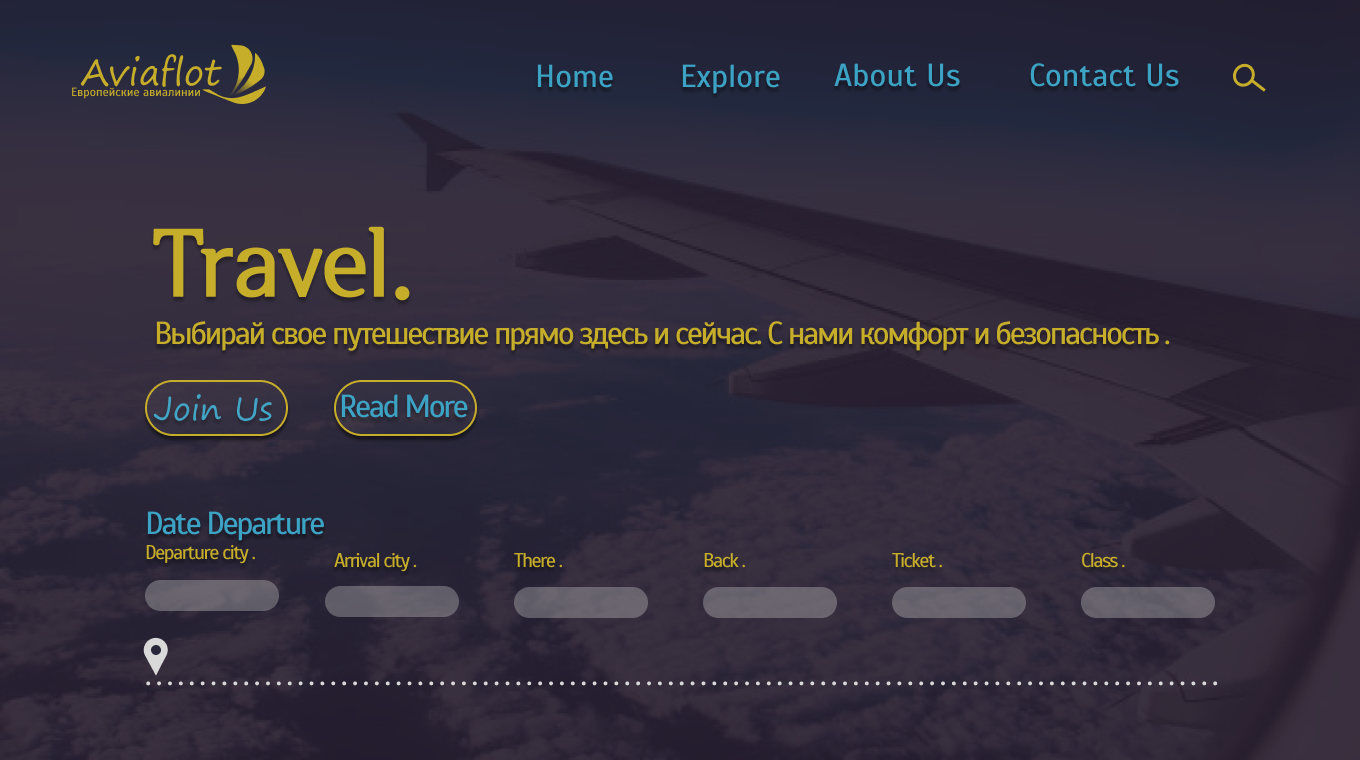 Aviaflot
Европейские авиалинии
Home Explore About Us Contact Us
Travel.
Выбирай свое путешествие прямо здесь и сейчас. С нами комфорт и безопасность .
Join Us Read More
Date Departure
Departure city . Arrival city . There . Back . Ticket . Class .